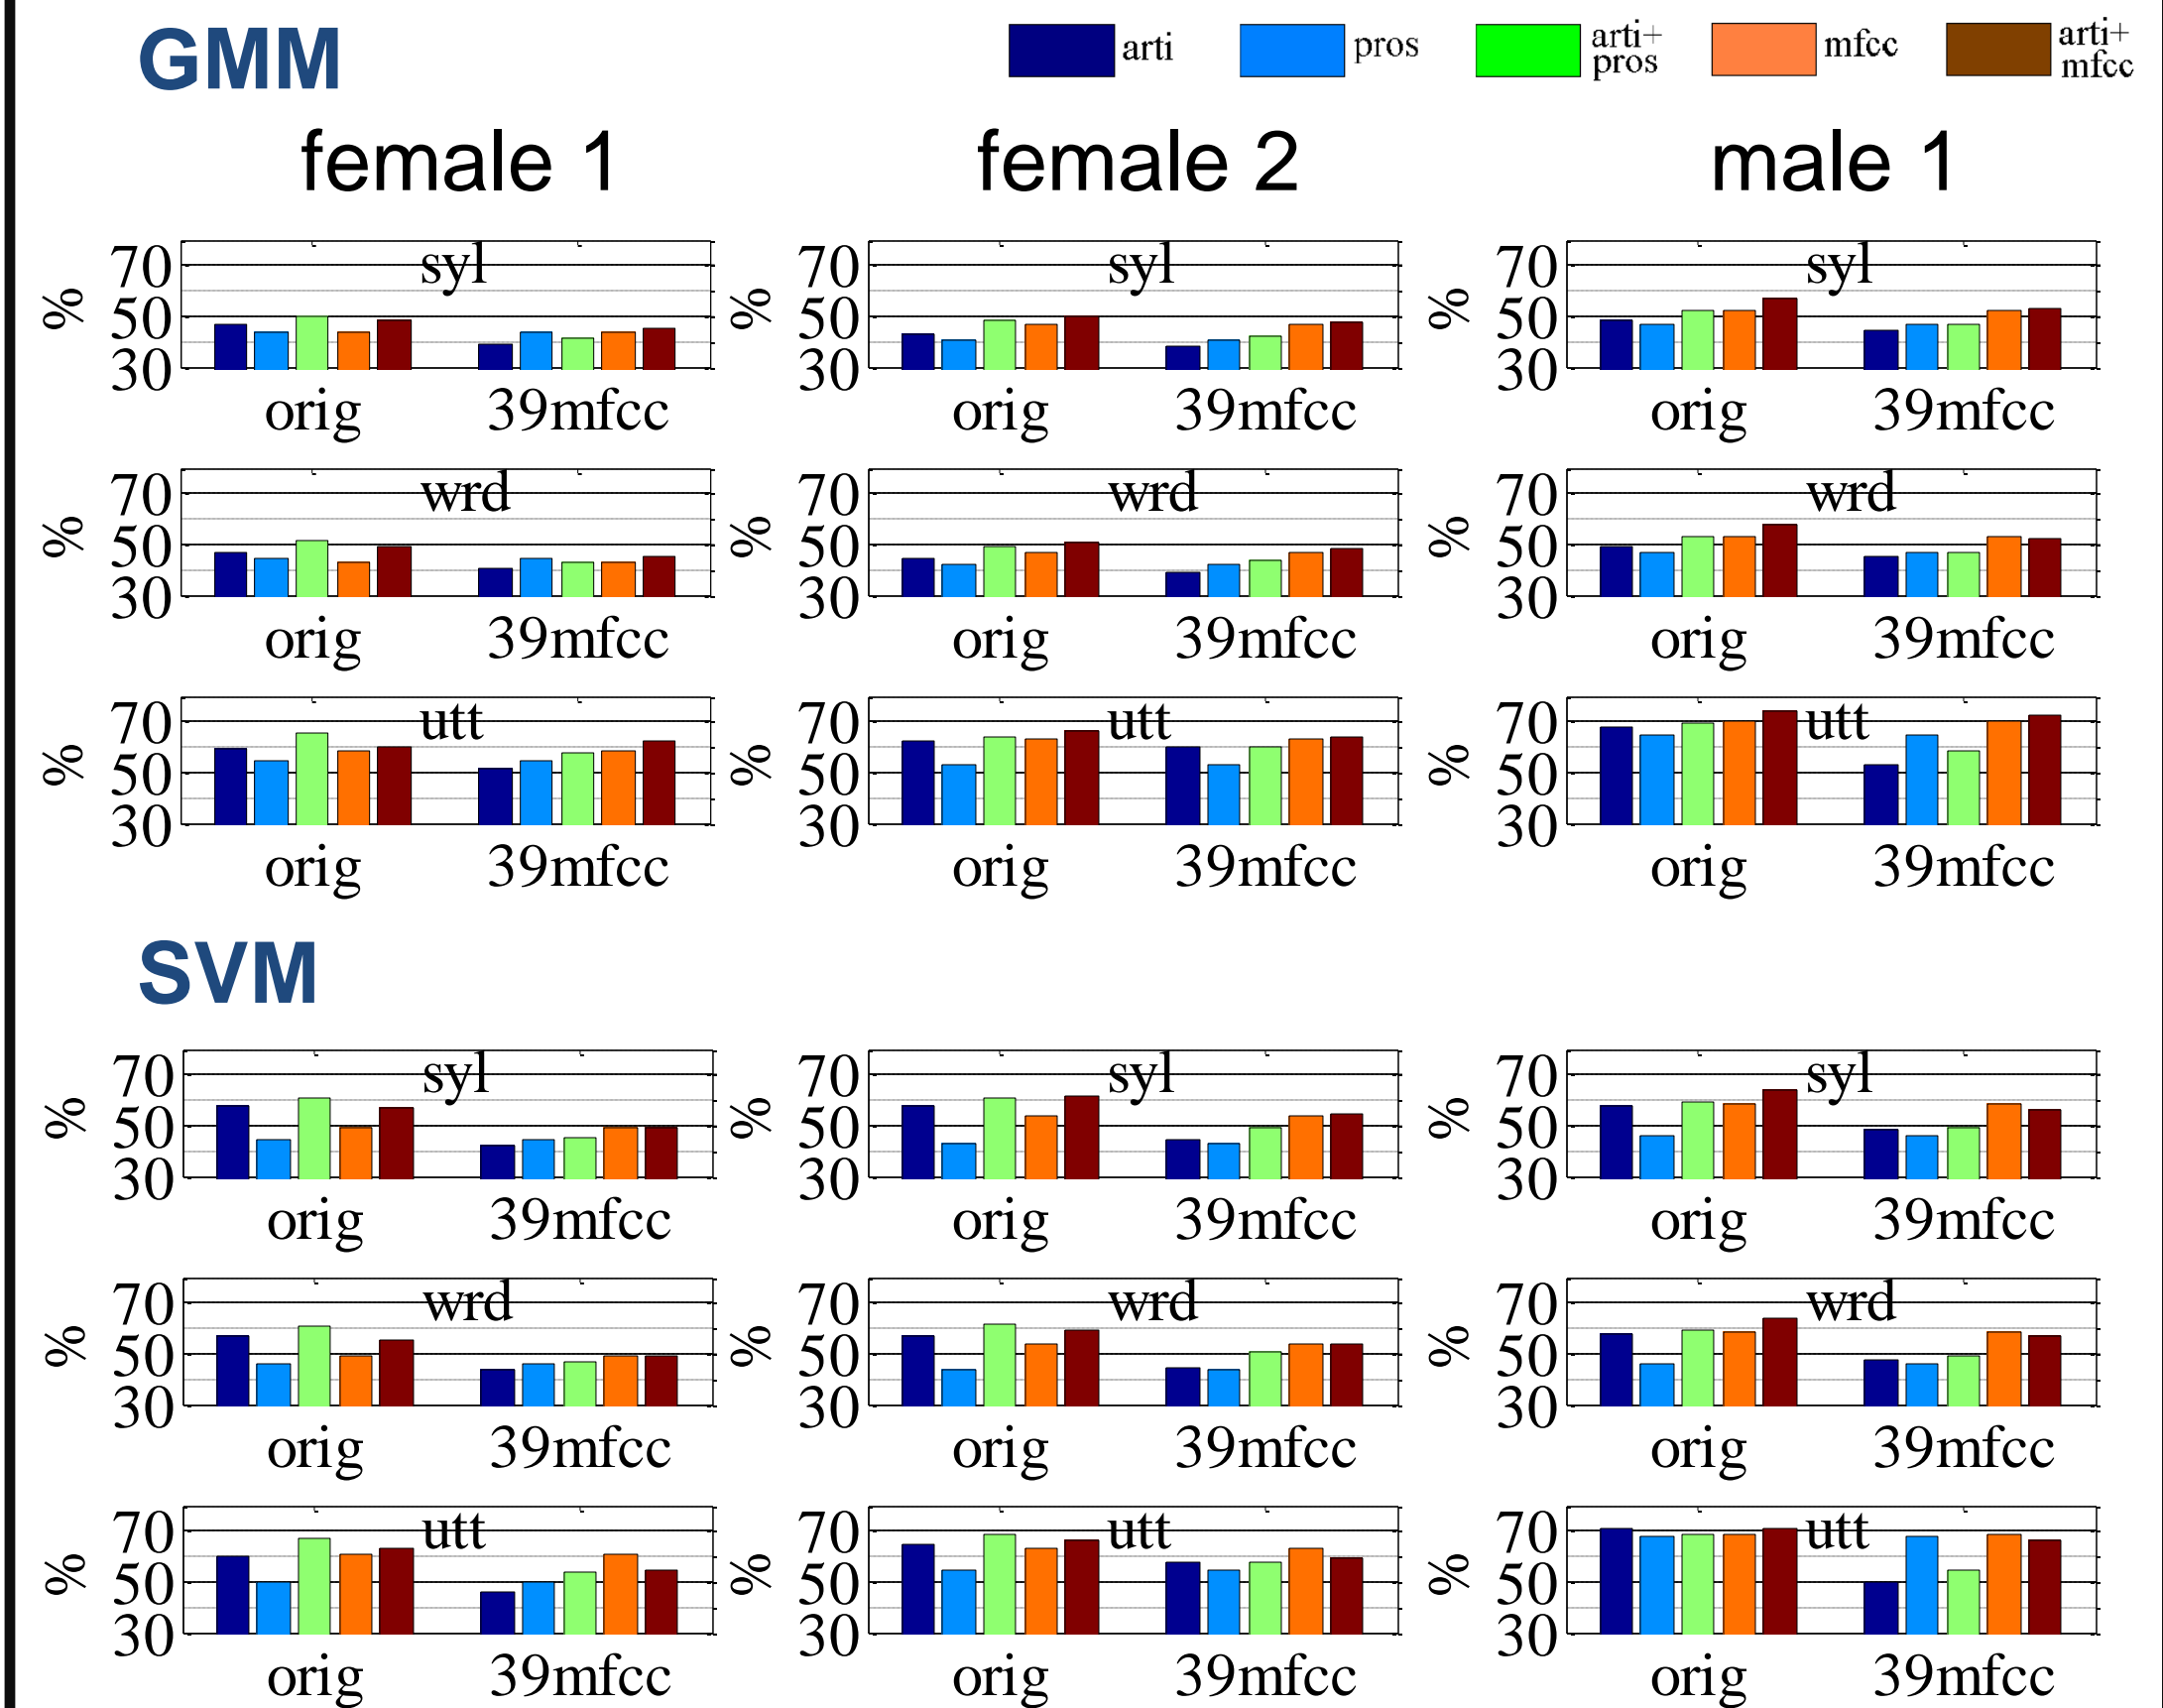 GMM
arti pros arti+ pros mfcc arti+ mfcc
female 1 female 2 male 1
70 syl 70 syl 70 syl
% 50 % 50 % 50
30 30 30
orig 39mfcc orig 39mfcc orig 39mfcc
70 wrd 70 wrd 70 wrd
% 50 % 50 % 50
30 30 30
orig 39mfcc orig 39mfcc orig 39mfcc
70 utt 70 utt 70 utt
% 50 % 50 % 50
30 30 30
orig 39mfcc orig 39mfcc orig 39mfcc
SVM
70 syl 70 syl 70 syl
% 50 % 50 % 50
30 30 30
orig 39mfcc orig 39mfcc orig 39mfcc
70 wrd 70 wrd 70 wrd
% 50 % 50 % 50
30 30 30
orig 39mfcc orig 39mfcc orig 39mfcc
70 utt 70 utt 70 utt
% 50 % 50 % 50
30 30 30
orig 39mfcc orig 39mfcc orig 39mfcc